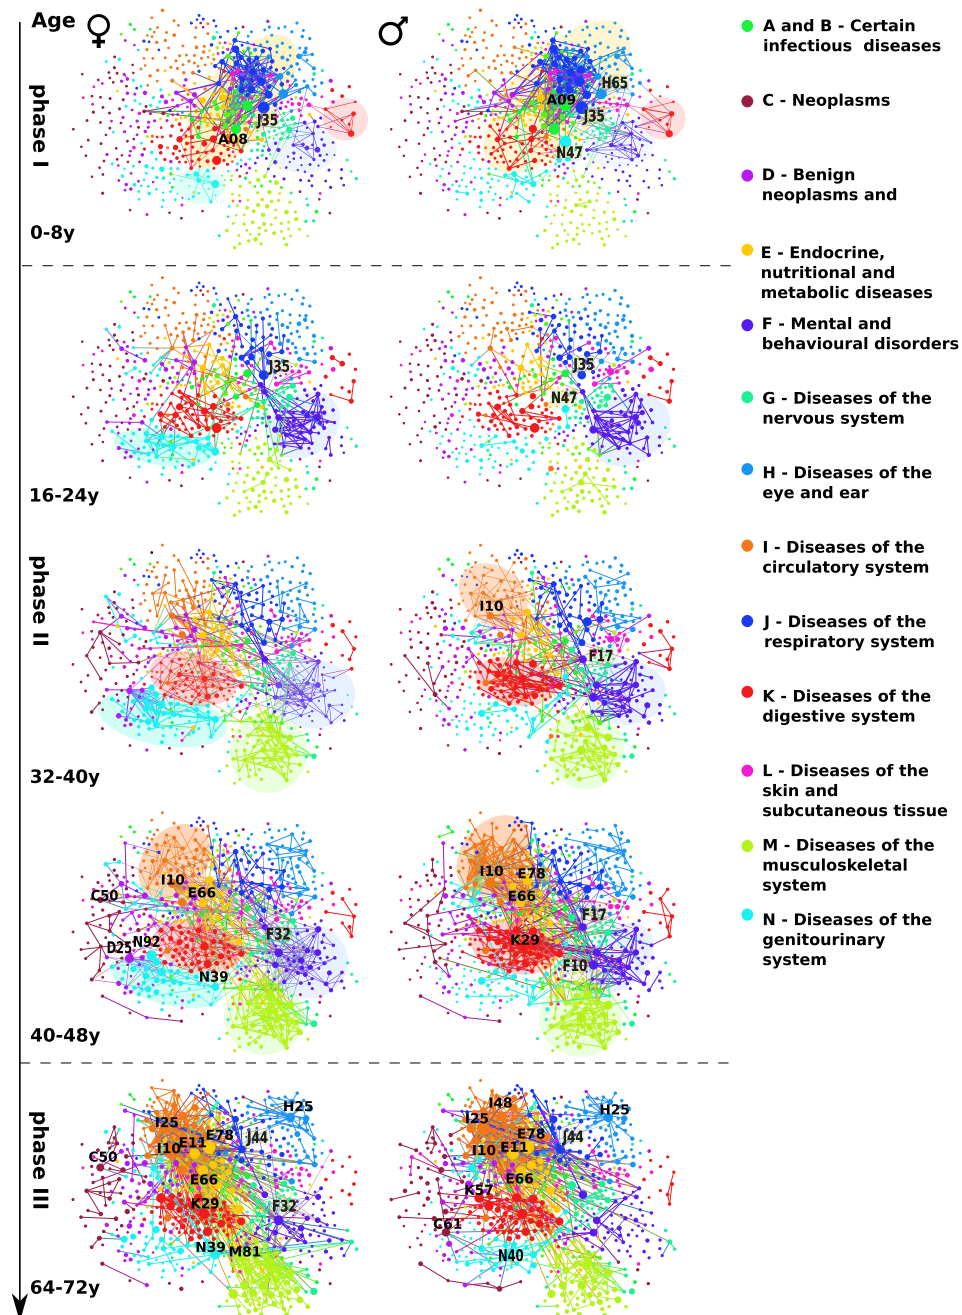 Age
♀
♂
phase I
J35
A08
H65
A09
J35
N47
0-8y
J35
J35
N47
16-24y
phase II
I10
F17
32-40y
I10
E66
C50
F32
D25
N92
N39
I10
E78
E66
F17
K29
F10
40-48y
phase III
H25
I25
E78
J44
I10
E11
C50
E66
K29
F32
N39
M81
I48
H25
I25
E78
J44
I10
E11
E66
K57
C61
N40
64-72y
A and B - Certain
infectious diseases
C - Neoplasms
D - Benign
neoplasms and
E - Endocrine,
nutritional and
metabolic diseases
F - Mental and
behavioural disorders
G - Diseases of the
nervous system
H - Diseases of the
eye and ear
I - Diseases of the
circulatory system
J - Diseases of the
respiratory system
K - Diseases of the
digestive system
L - Diseases of the
skin and
subcutaneous tissue
M - Diseases of the
musculoskeletal
system
N - Diseases of the
genitourinary
system